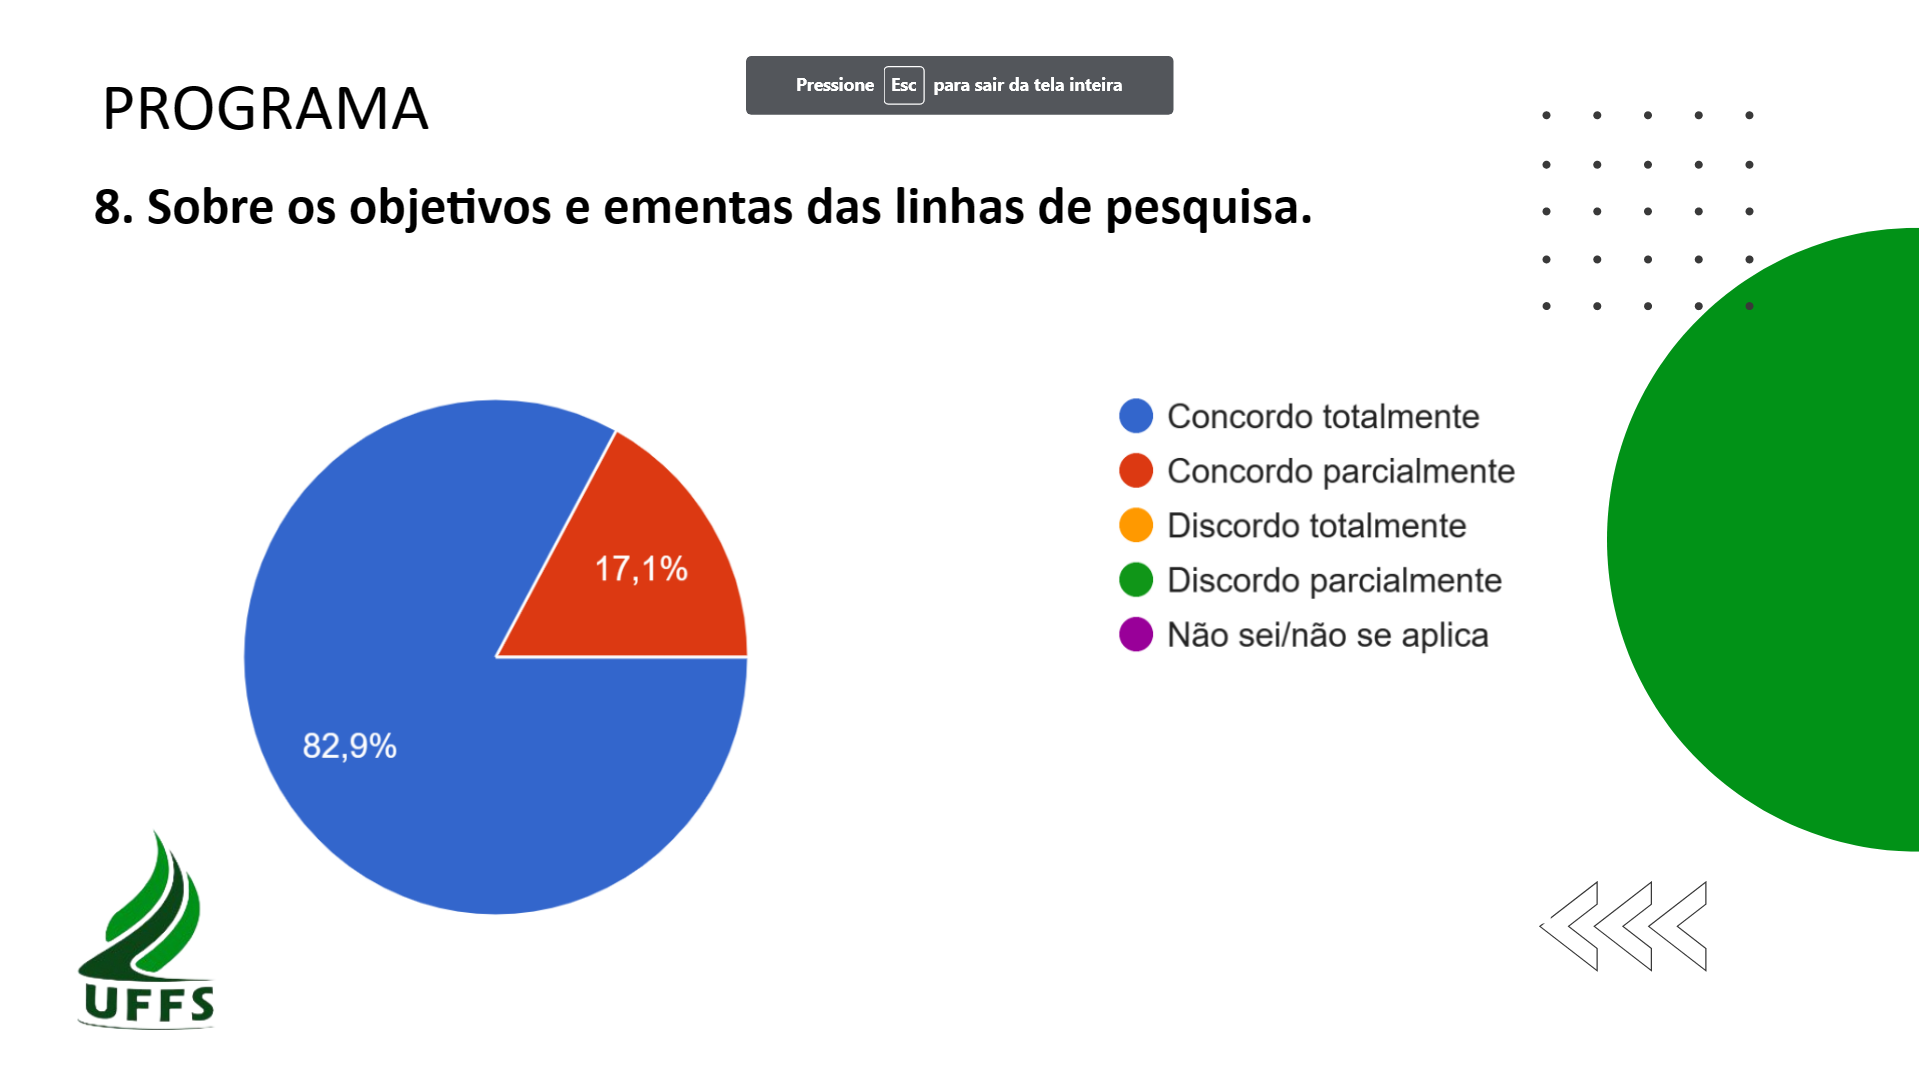 Pressione Esc para sair da tela inteira
PROGRAMA
8. Sobre os objetivos e ementas das linhas de pesquisa.
Concordo totalmente
Concordo parcialmente
Discordo totalmente
Discordo parcialmente
Não sei/não se aplica
17,1%
82,9%
UFFS